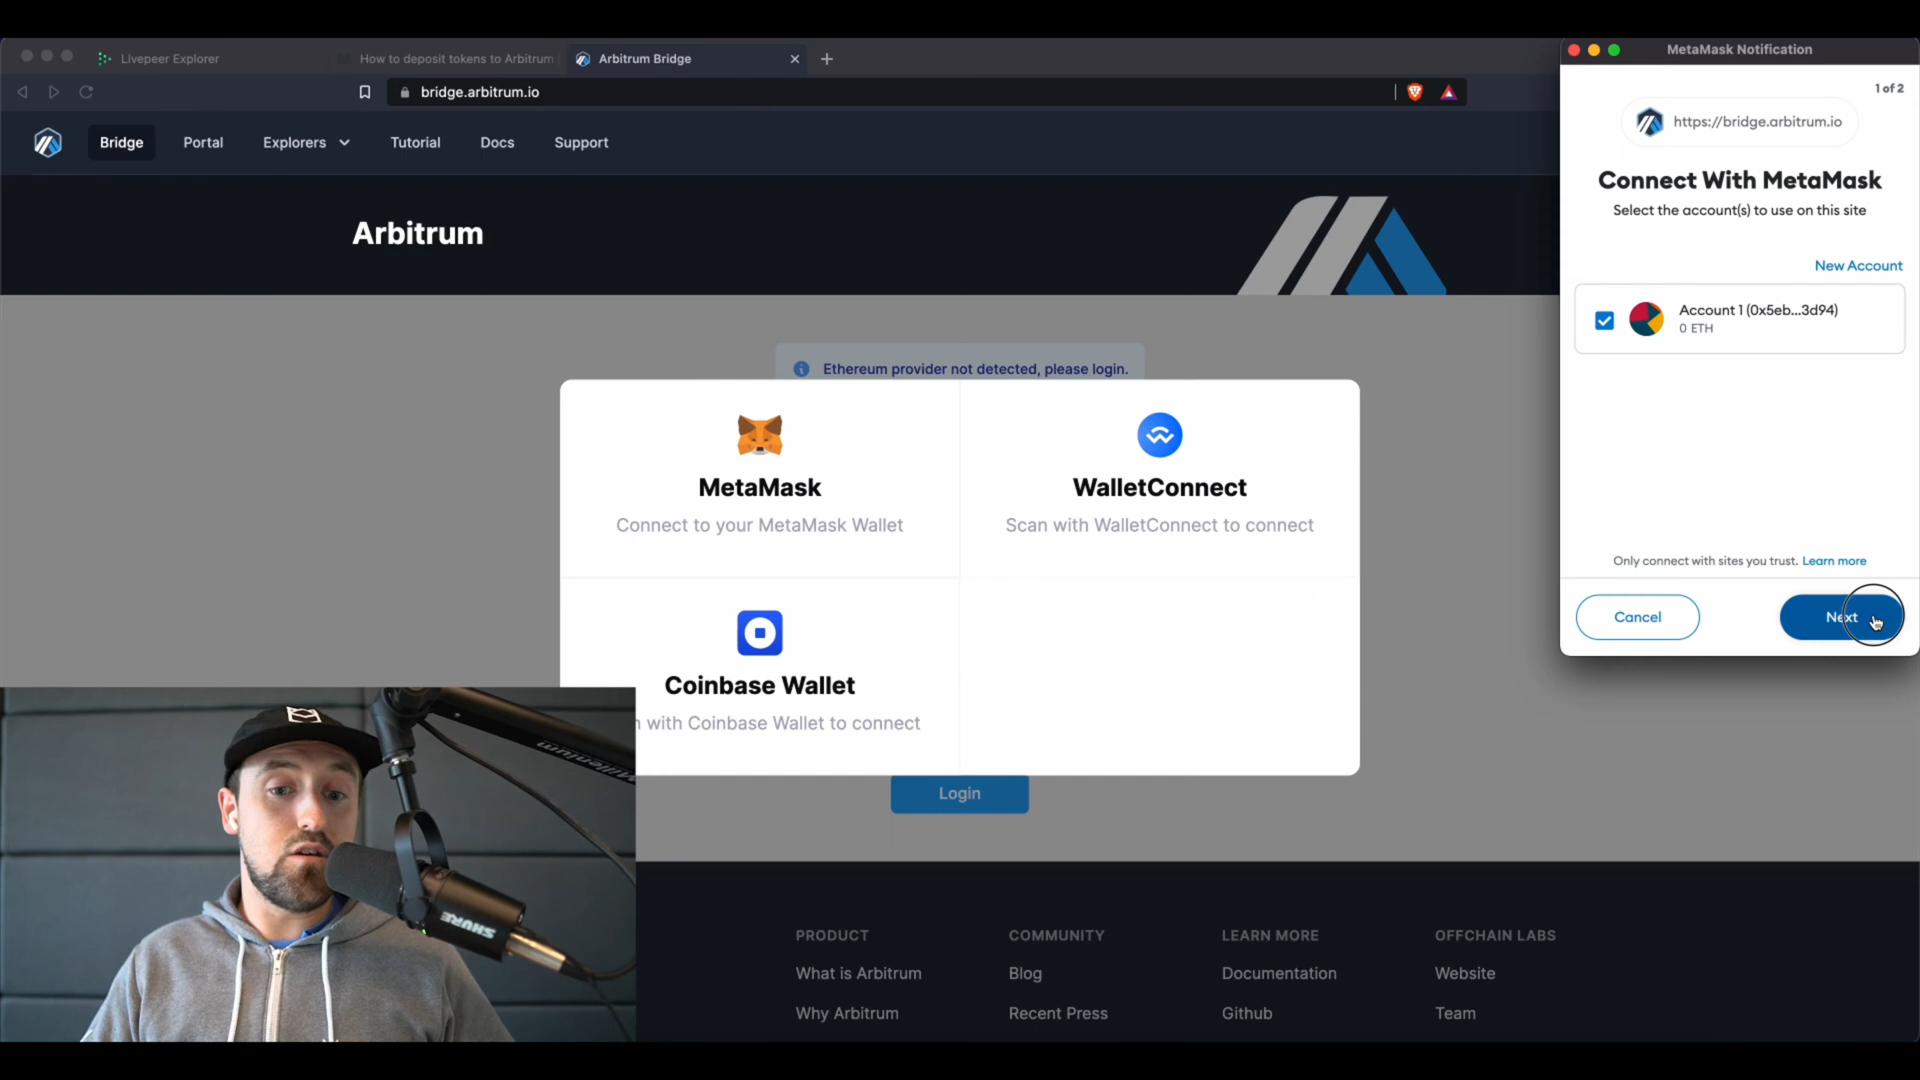 Livepeer Explorer
How to deposit tokens to Arbitrum
Arbitrum Bridge
bridge.arbitrum.io
Bridge
Portal
Explorers
Tutorial
Docs
Support
Arbitrum
Ethereum provider not detected, please login.
MetaMask
Connect to your MetaMask Wallet
WalletConnect
Scan with WalletConnect to connect
Coinbase Wallet
with Coinbase Wallet to connect
Login
PRODUCT
What is Arbitrum
Why Arbitrum
COMMUNITY
Blog
Recent Press
LEARN MORE
Documentation
Github
OFFCHAIN LABS
Website
Team
MetaMask Notification
1 of 2
https://bridge.arbitrum.io
Connect With MetaMask
Select the account(s) to use on this site
New Account
Account 1 (0x5eb...3d94)
0 ETH
Only connect with sites you trust. Learn more
Cancel
Next
Millenium
SHURE